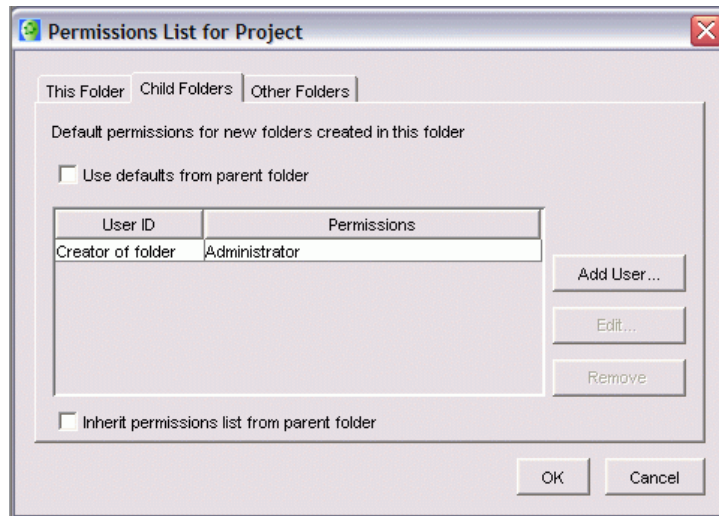 Permissions List for Project
This Folder Child Folders Other Folders
Default permissions for new folders created in this folder
Use defaults from parent folder
User ID Permissions
Creator of folder Administrator
Add User...
Edit...
Remove
Inherit permissions list from parent folder
OK Cancel